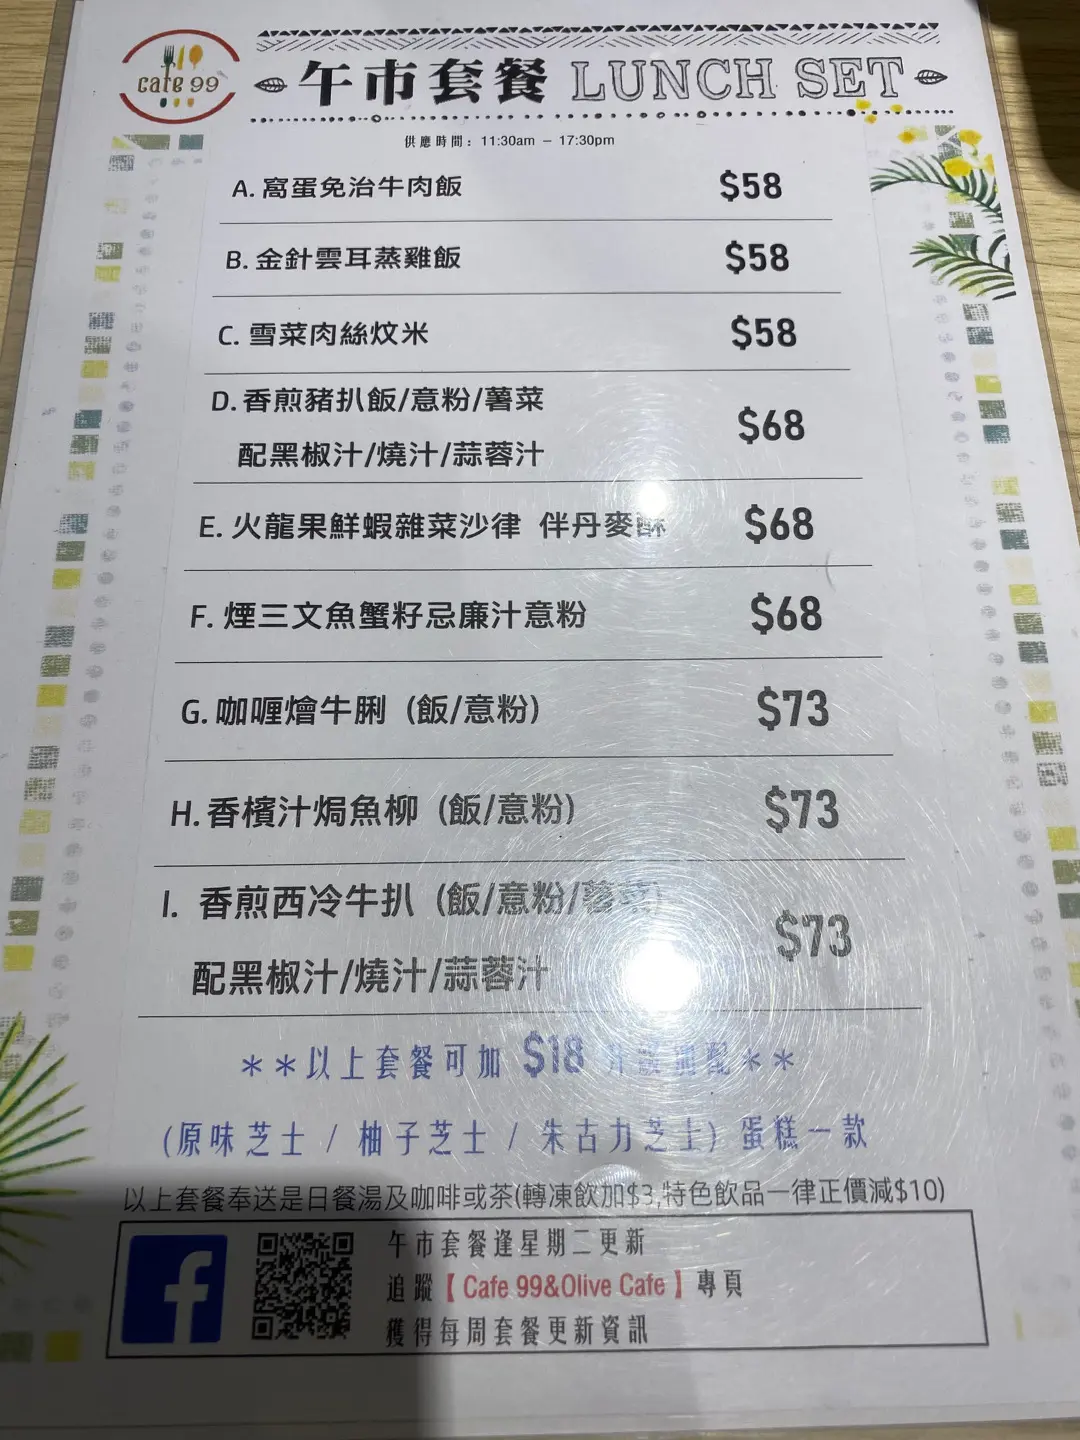 cafe 99
午市套餐 LUNCH SET
供應時間：11:30am – 17:30pm
A. 窩蛋免治牛肉飯 $58
B. 金針雲耳蒸雞飯 $58
C. 雪菜肉絲炆米 $58
D. 香煎豬扒飯/意粉/薯菜
配黑椒汁/燒汁/蒜蓉汁 $68
E. 火龍果鮮蝦雜菜沙律 伴丹麥酥 $68
F. 煙三文魚蟹籽忌廉汁意粉 $68
G. 咖喱燴牛脷 (飯/意粉) $73
H. 香檳汁焗魚柳 (飯/意粉) $73
I. 香煎西冷牛扒 (飯/意粉/薯菜)
配黑椒汁/燒汁/蒜蓉汁 $73
**以上套餐可加 $18 升級甜配**
(原味芝士 / 柚子芝士 / 朱古力芝士) 蛋糕一款
以上套餐奉送是日餐湯及咖啡或茶(轉凍飲加$3,特色飲品一律正價減$10)
午市套餐逢星期二更新
追蹤【Cafe 99&Olive Cafe】專頁
獲得每周套餐更新資訊